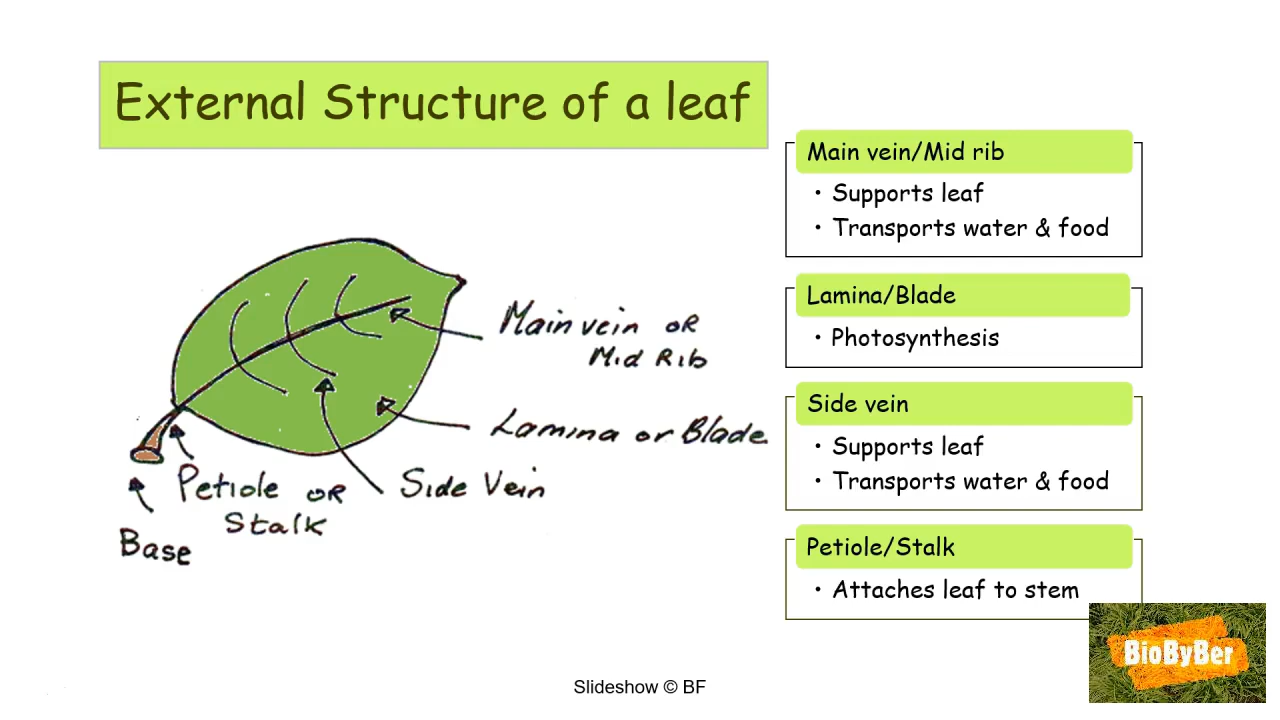 External Structure of a leaf
Main vein/Mid rib
• Supports leaf
• Transports water & food
Lamina/Blade
• Photosynthesis
Side vein
• Supports leaf
• Transports water & food
Petiole/Stalk
• Attaches leaf to stem
Main vein OR
Mid Rib
Lamina or Blade
Side Vein
Petiole OR
Stalk
Base
BioByBer
Slideshow © BF